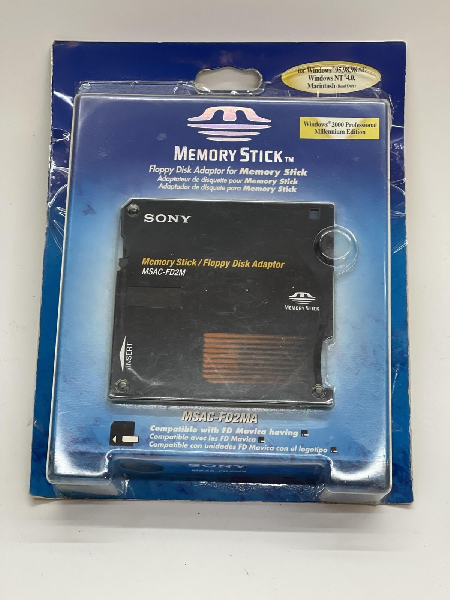 for Windows® 95,98,98 SE,
Windows NT® 4.0,
Macintosh
Windows® 2000 Professional
Millennium Edition
MEMORY STICK™
Floppy Disk Adaptor for Memory Stick
Adaptateur de disquette pour Memory Stick
Adaptador de disquete para Memory Stick
SONY
Memory Stick / Floppy Disk Adaptor
MSAC-FD2M
MEMORY STICK
INSERT
MSAC-FD2MA
Compatible with FD Mavica having
Compatible avec les FD Mavica
Compatible con unidades FD Mavica con el logotipo
SONY